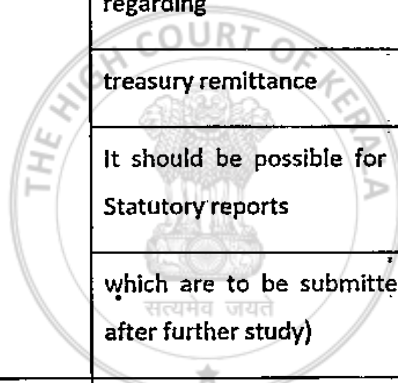 regarding
treasury remittance
It should be possible for
Statutory reports
which are to be submitte
after further study)
THE HIGH COURT OF KERALA
सत्यमेव जयते